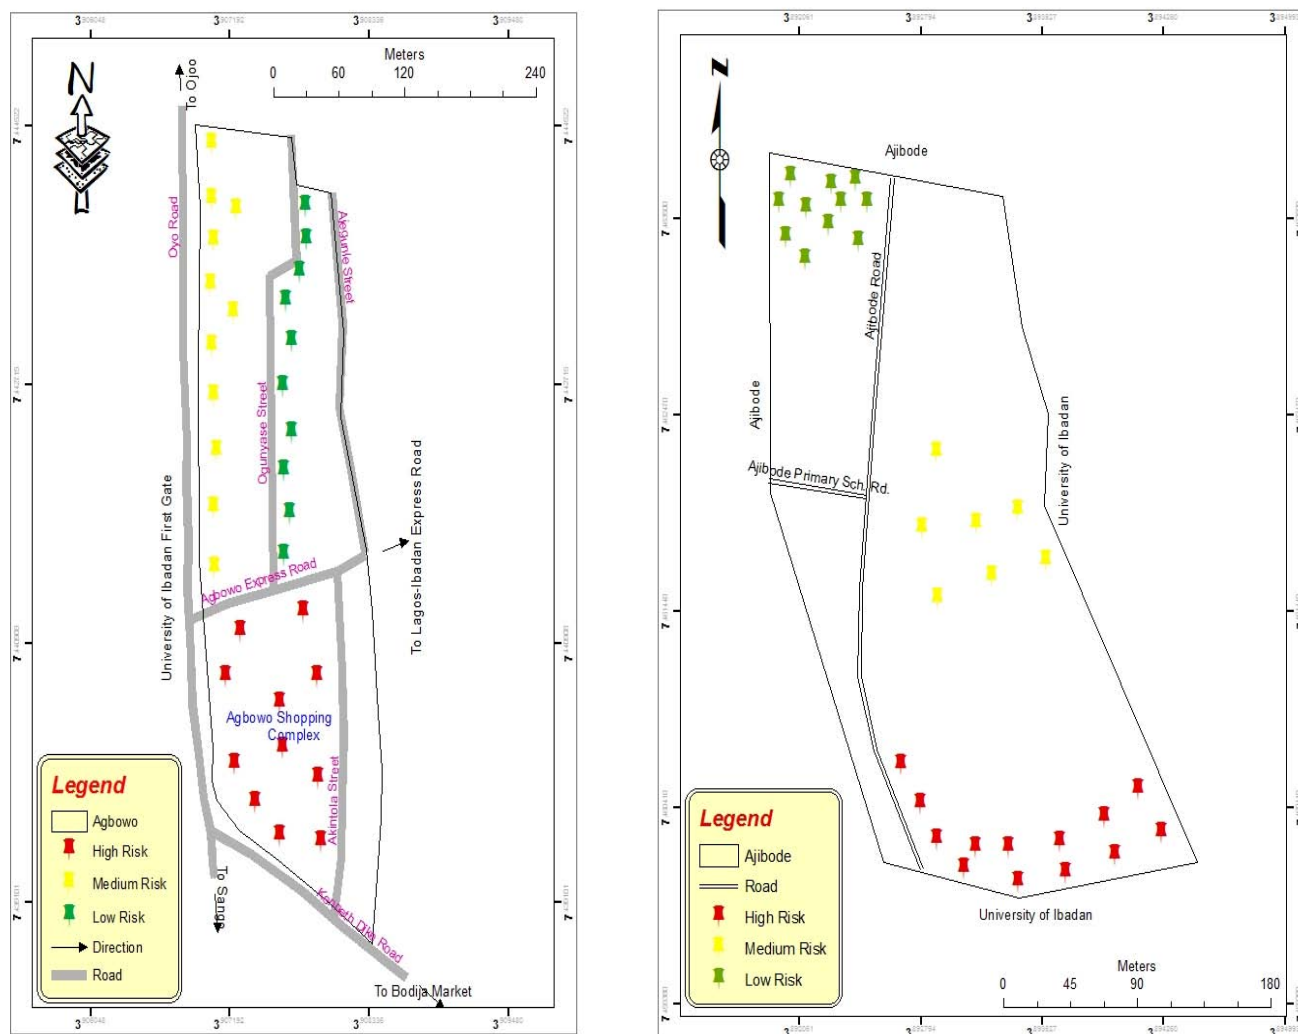 Meters
0 60 120 240
N
To Ojoo
Oyo Road
Ajegunle Street
Ogunyase Street
University of Ibadan First Gate
Agbowo Express Road
To Lagos-Ibadan Express Road
Agbowo Shopping
Complex
Akintola Street
To Sango
Kenneth Dike Road
To Bodija Market
Legend
Agbowo
High Risk
Medium Risk
Low Risk
Direction
Road
N
Ajibode
Ajibode Road
Ajibode
Ajibode Primary Sch. Rd.
University of Ibadan
University of Ibadan
Legend
Ajibode
Road
High Risk
Medium Risk
Low Risk
Meters
0 45 90 180